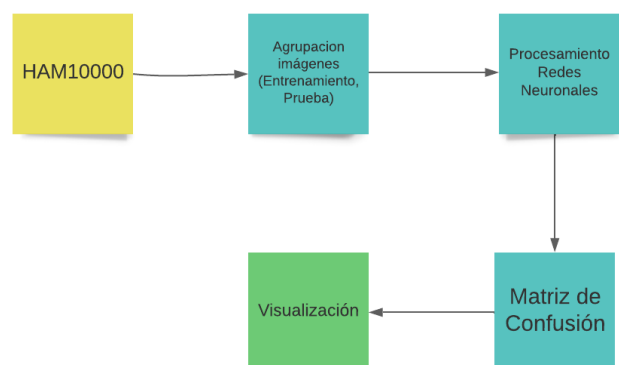 HAM10000
Agrupacion
imágenes
(Entrenamiento,
Prueba)
Procesamiento
Redes
Neuronales
Visualización
Matriz de
Confusión